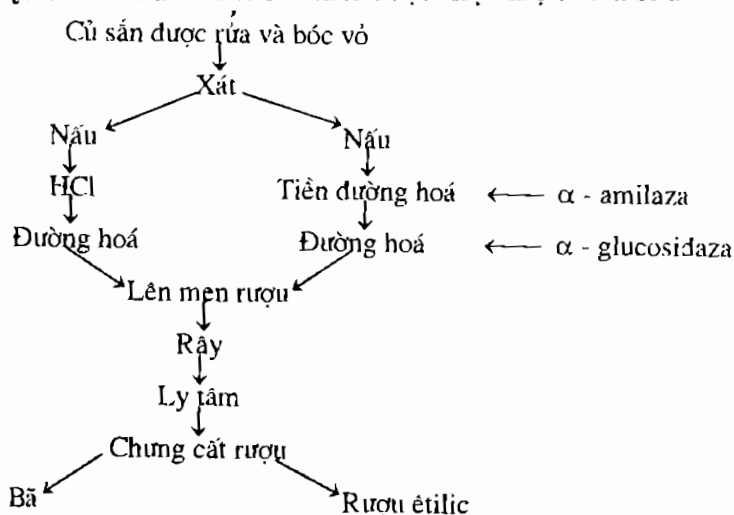 Củ sắn được rửa và bóc vỏ
Xát
Nấu Nấu
HCl Tiền đường hoá ← α - amilaza
Đường hoá Đường hoá ← α - glucosidaza
Lên men rượu
Rây
Ly tâm
Chưng cất rượu
Bã Rượu êtilic